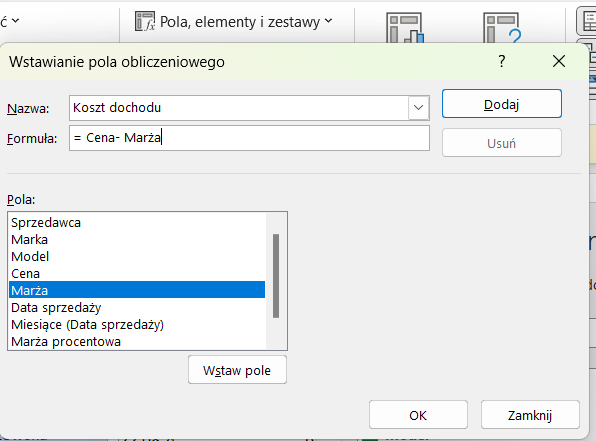 Pola, elementy i zestawy
Wstawianie pola obliczeniowego
?
Nazwa:
Koszt dochodu
Dodaj
Formuła:
= Cena- Marża
Usuń
Pola:
Sprzedawca
Marka
Model
Cena
Marża
Data sprzedaży
Miesiące (Data sprzedaży)
Marża procentowa
Wstaw pole
OK
Zamknij